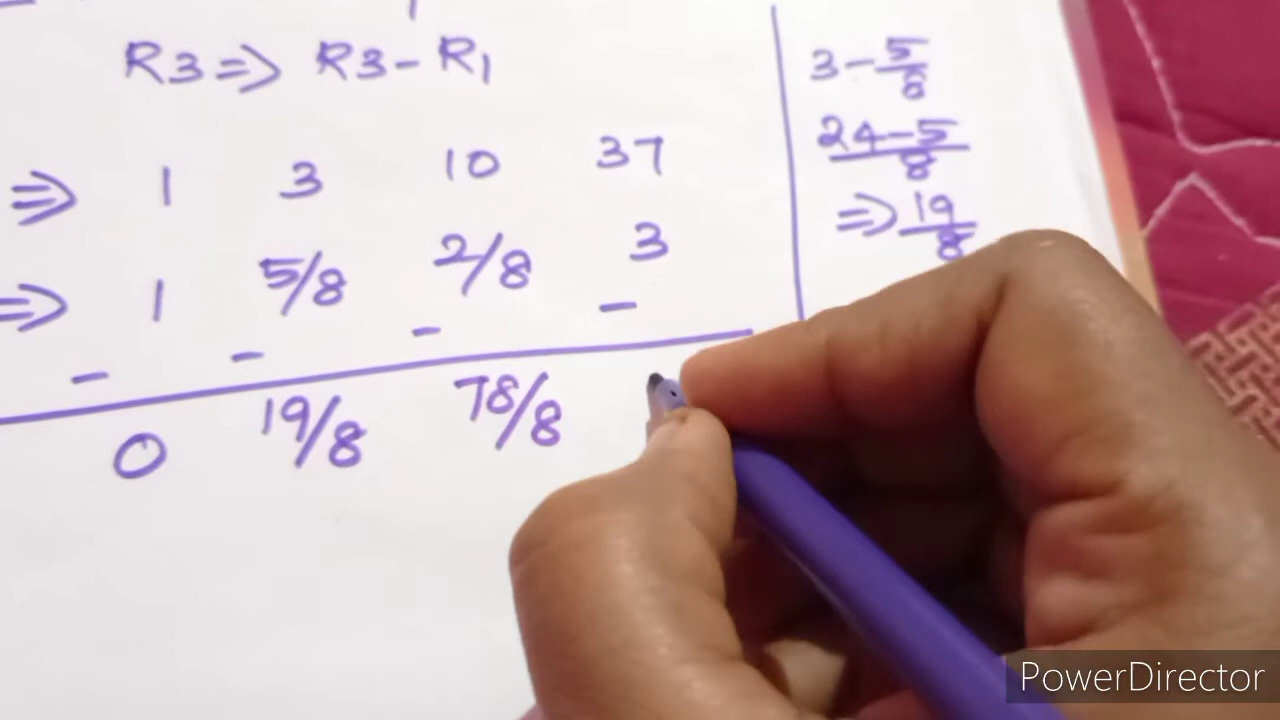 R3 => R3 - R1
=> 1 3 10 37
=> 1 5/8 2/8 3
- - - -
0 19/8 78/8
3 - 5/8
24-5/8
=> 19/8
PowerDirector